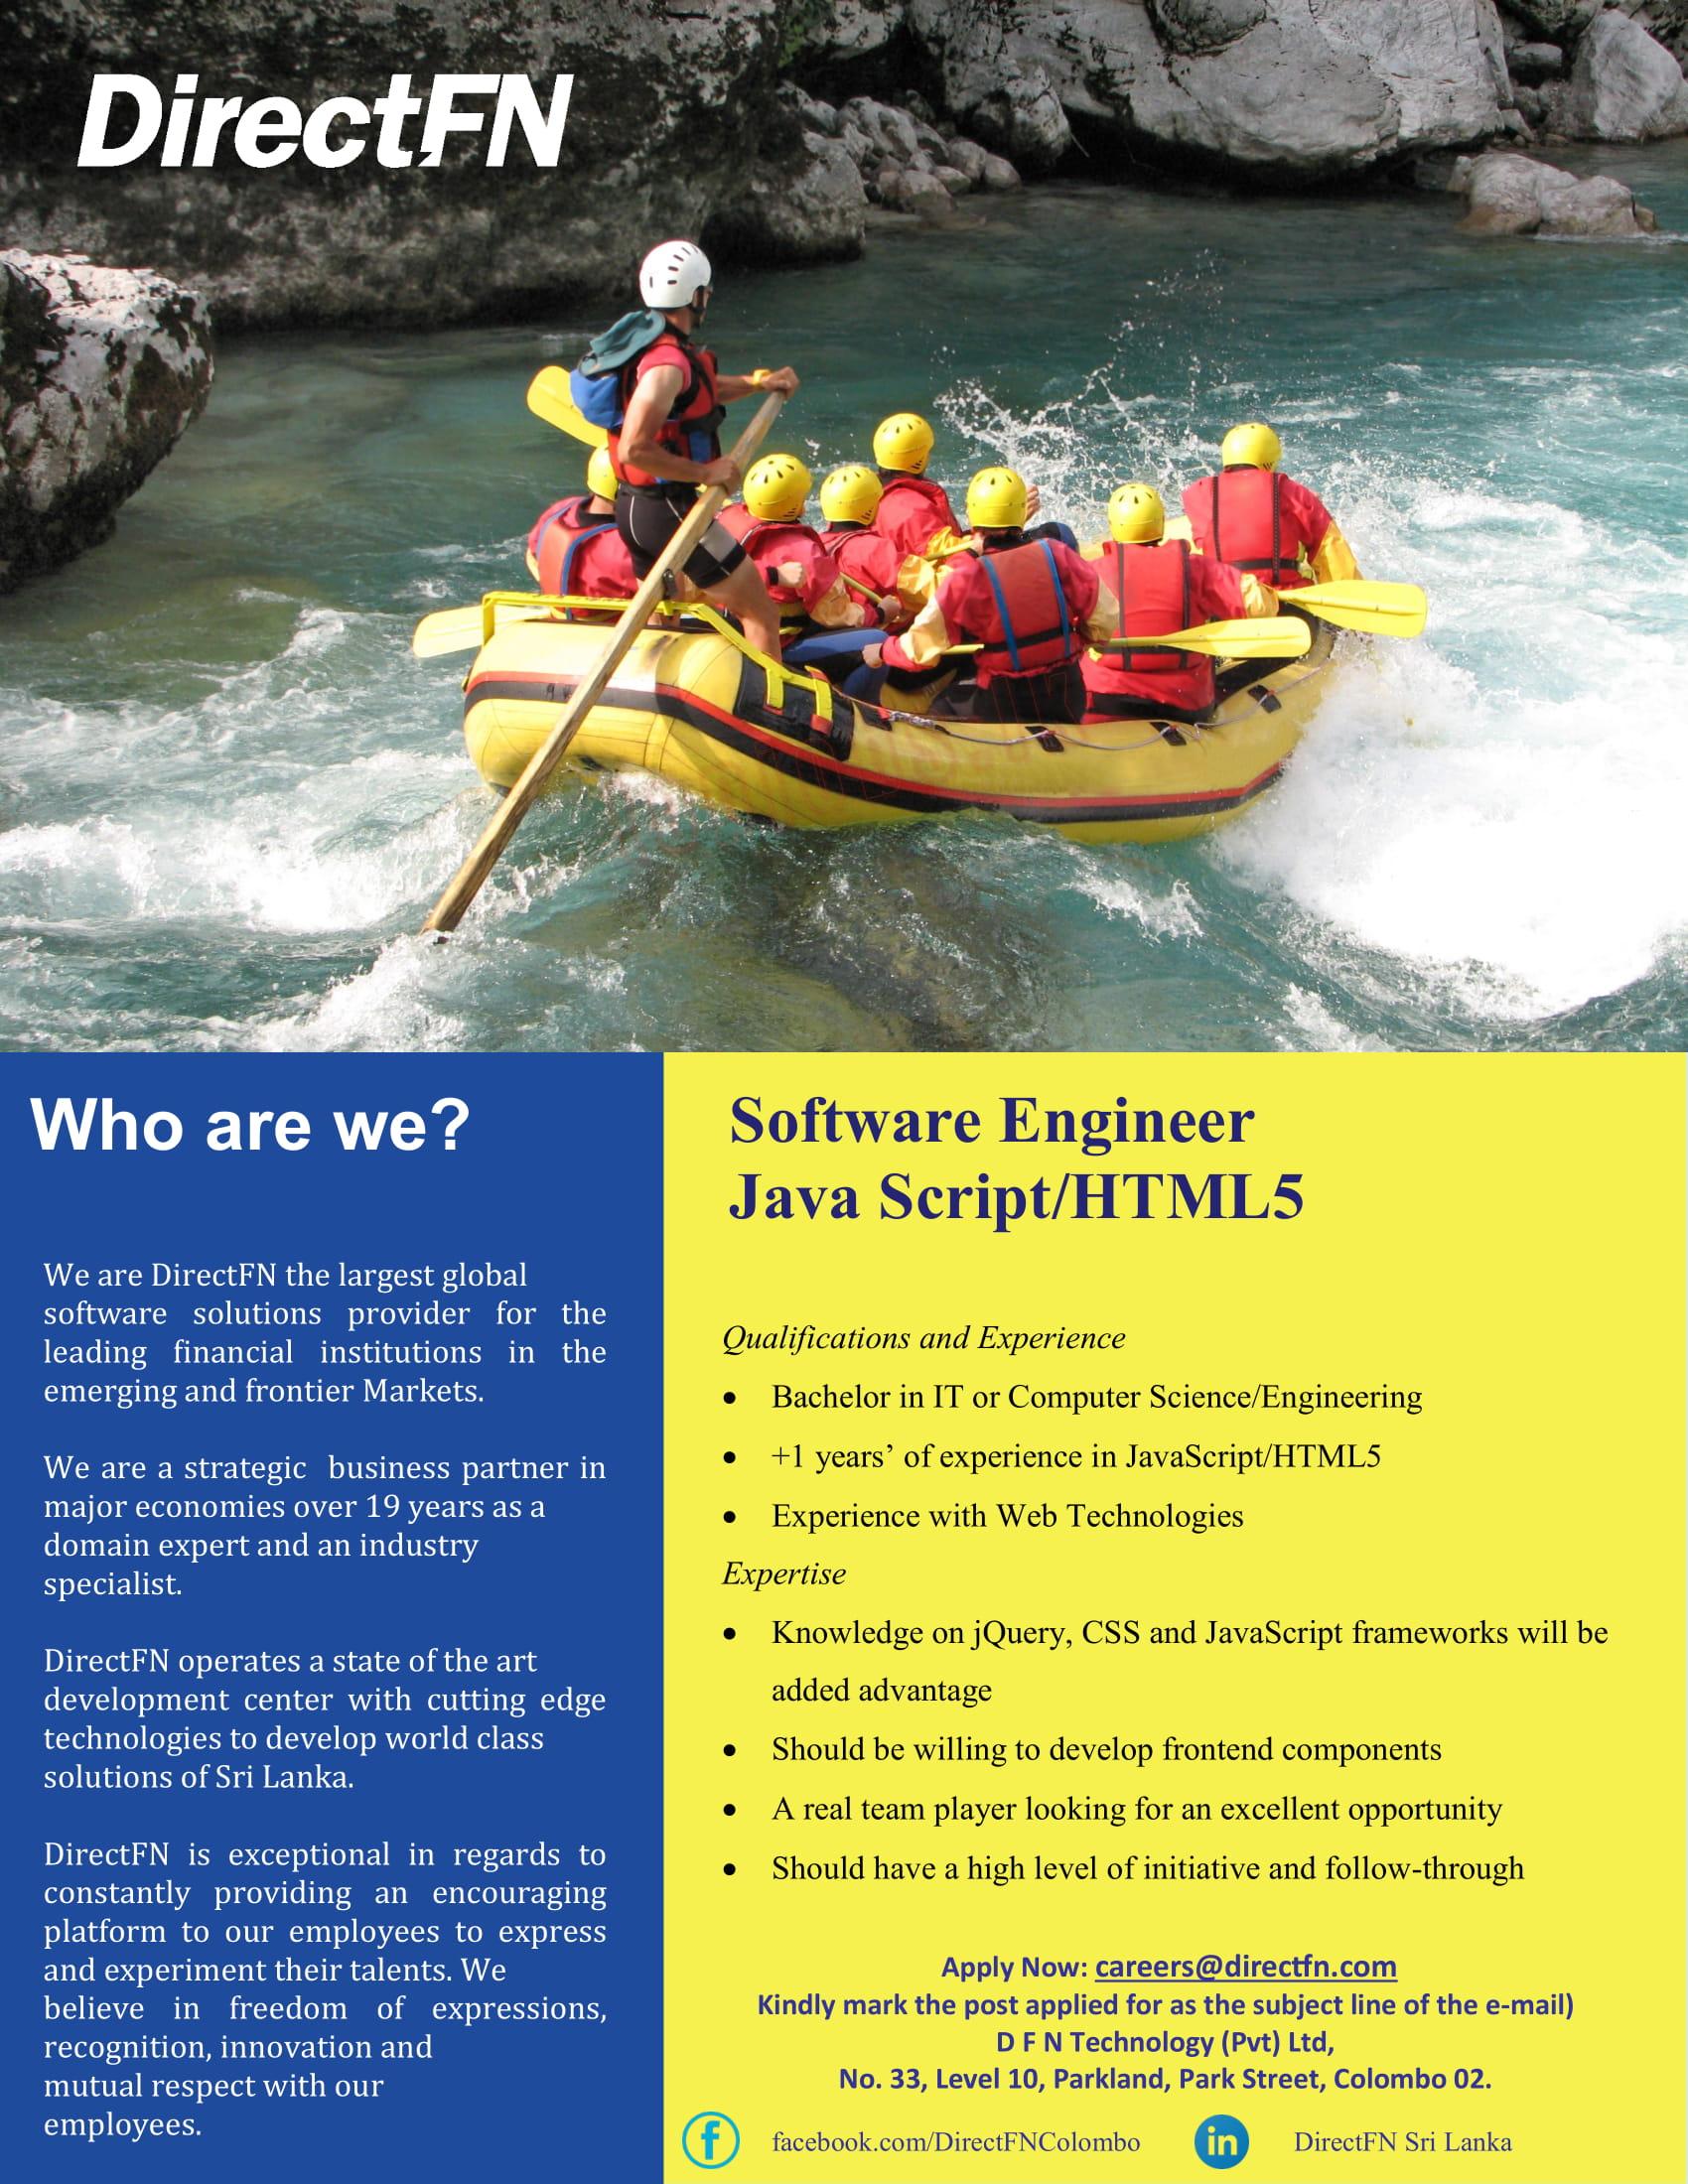 DirectFN
Who are we?
We are DirectFN the largest global
software solutions provider for the
leading financial institutions in the
emerging and frontier Markets.
We are a strategic business partner in
major economies over 19 years as a
domain expert and an industry
specialist.
DirectFN operates a state of the art
development center with cutting edge
technologies to develop world class
solutions of Sri Lanka.
DirectFN is exceptional in regards to
constantly providing an encouraging
platform to our employees to express
and experiment their talents. We
believe in freedom of expressions,
recognition, innovation and
mutual respect with our
employees.
Software Engineer
Java Script/HTML5
Qualifications and Experience
• Bachelor in IT or Computer Science/Engineering
• +1 years’ of experience in JavaScript/HTML5
• Experience with Web Technologies
Expertise
• Knowledge on jQuery, CSS and JavaScript frameworks will be
added advantage
• Should be willing to develop frontend components
• A real team player looking for an excellent opportunity
• Should have a high level of initiative and follow-through
Apply Now: careers@directfn.com
Kindly mark the post applied for as the subject line of the e-mail)
D F N Technology (Pvt) Ltd,
No. 33, Level 10, Parkland, Park Street, Colombo 02.
facebook.com/DirectFNColombo
DirectFN Sri Lanka